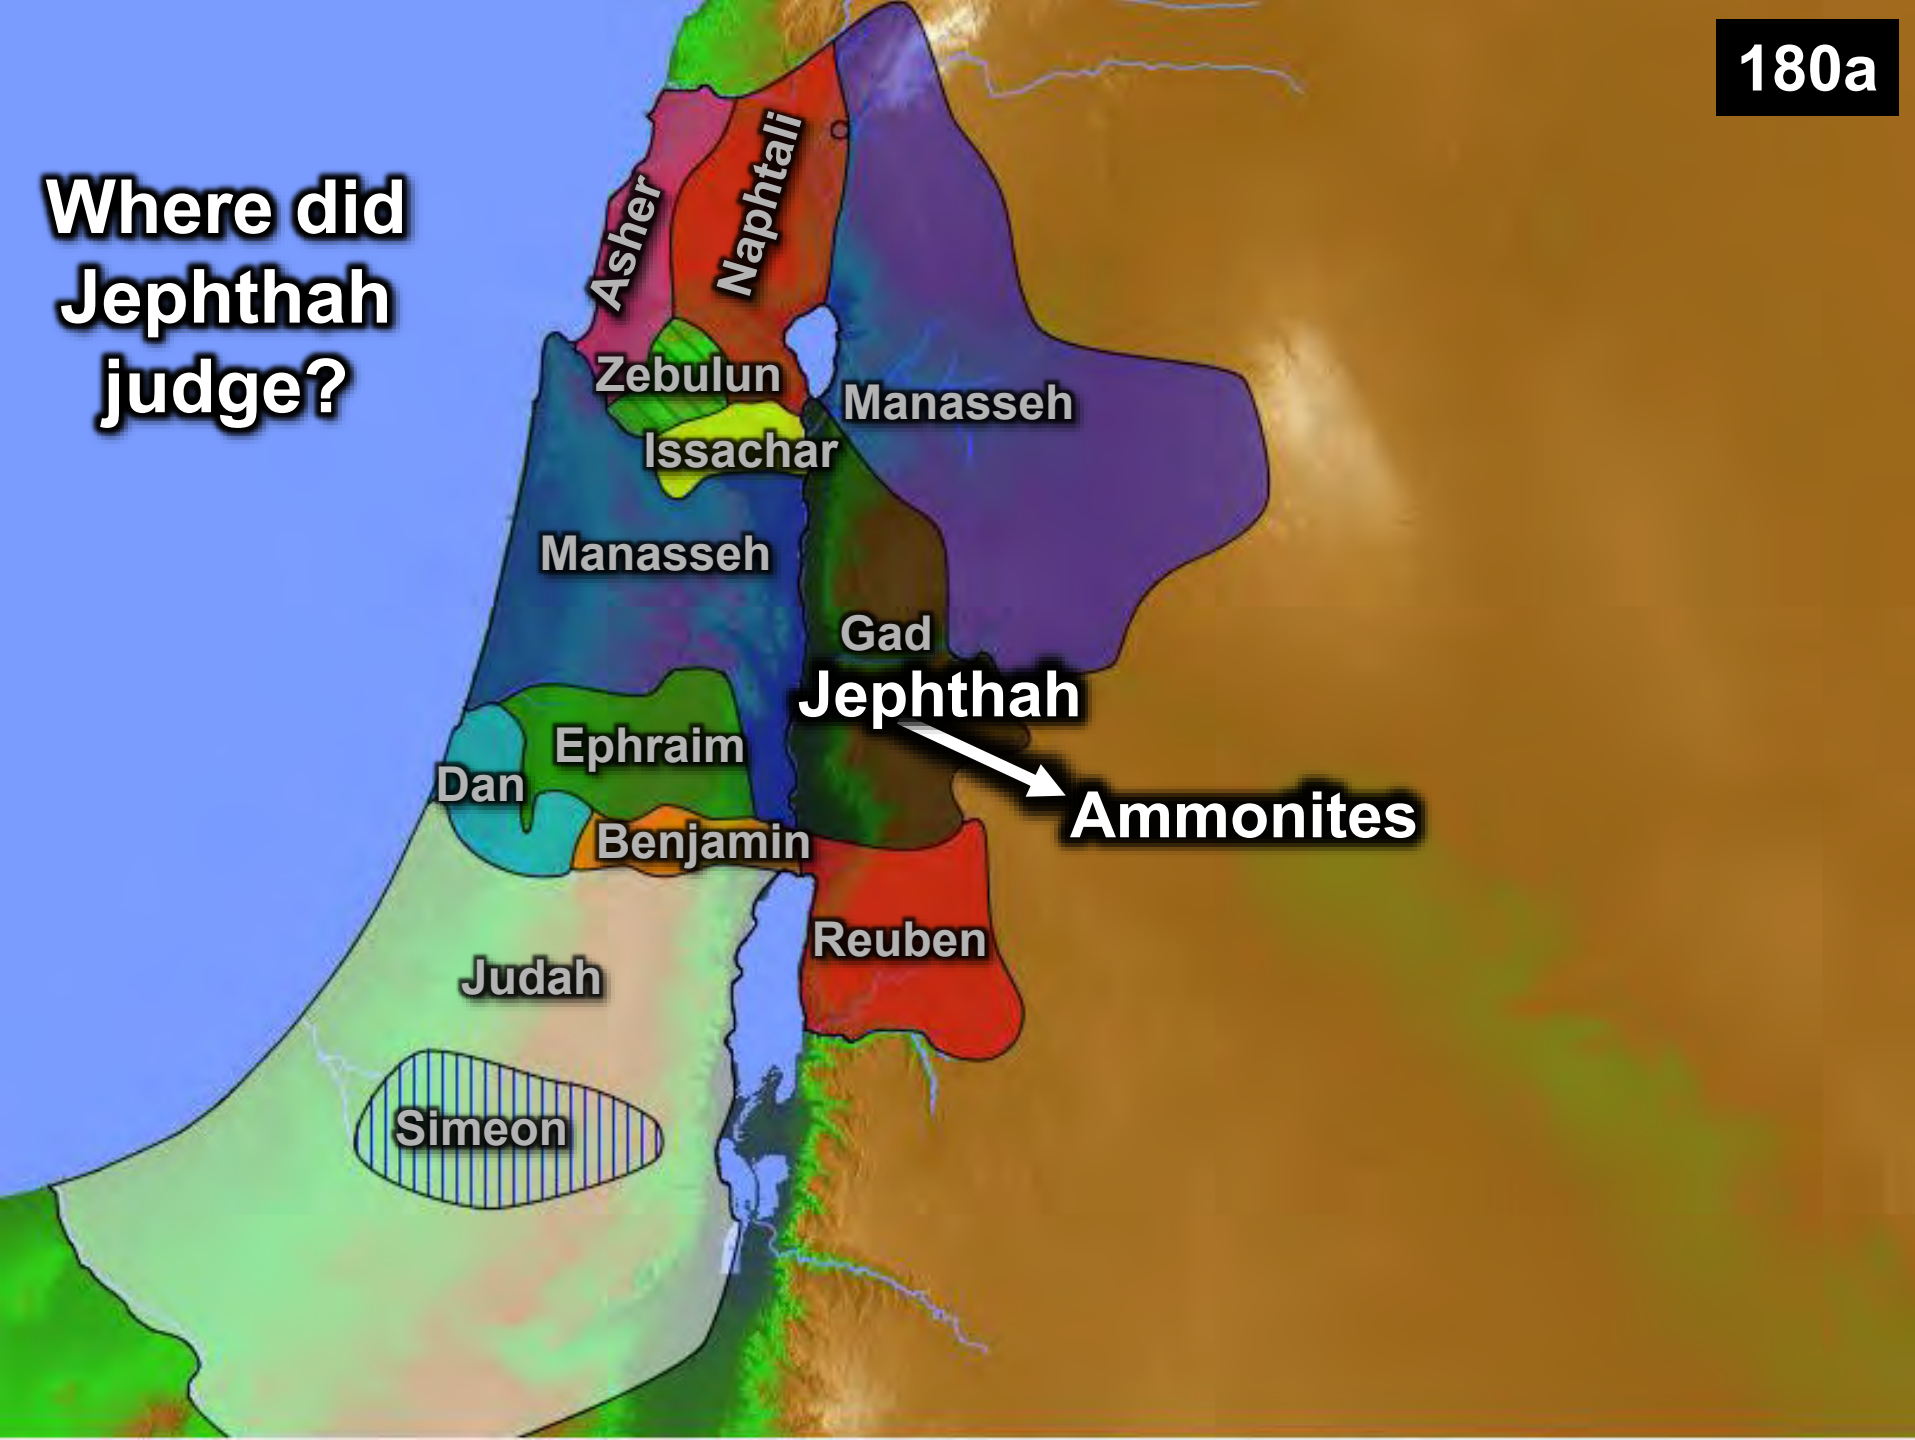 180a
Where did
Jephthah
judge?
Asher
Naphtali
Zebulun
Manasseh
Issachar
Manasseh
Gad
Jephthah
Ephraim
Dan
Ammonites
Benjamin
Reuben
Judah
Simeon